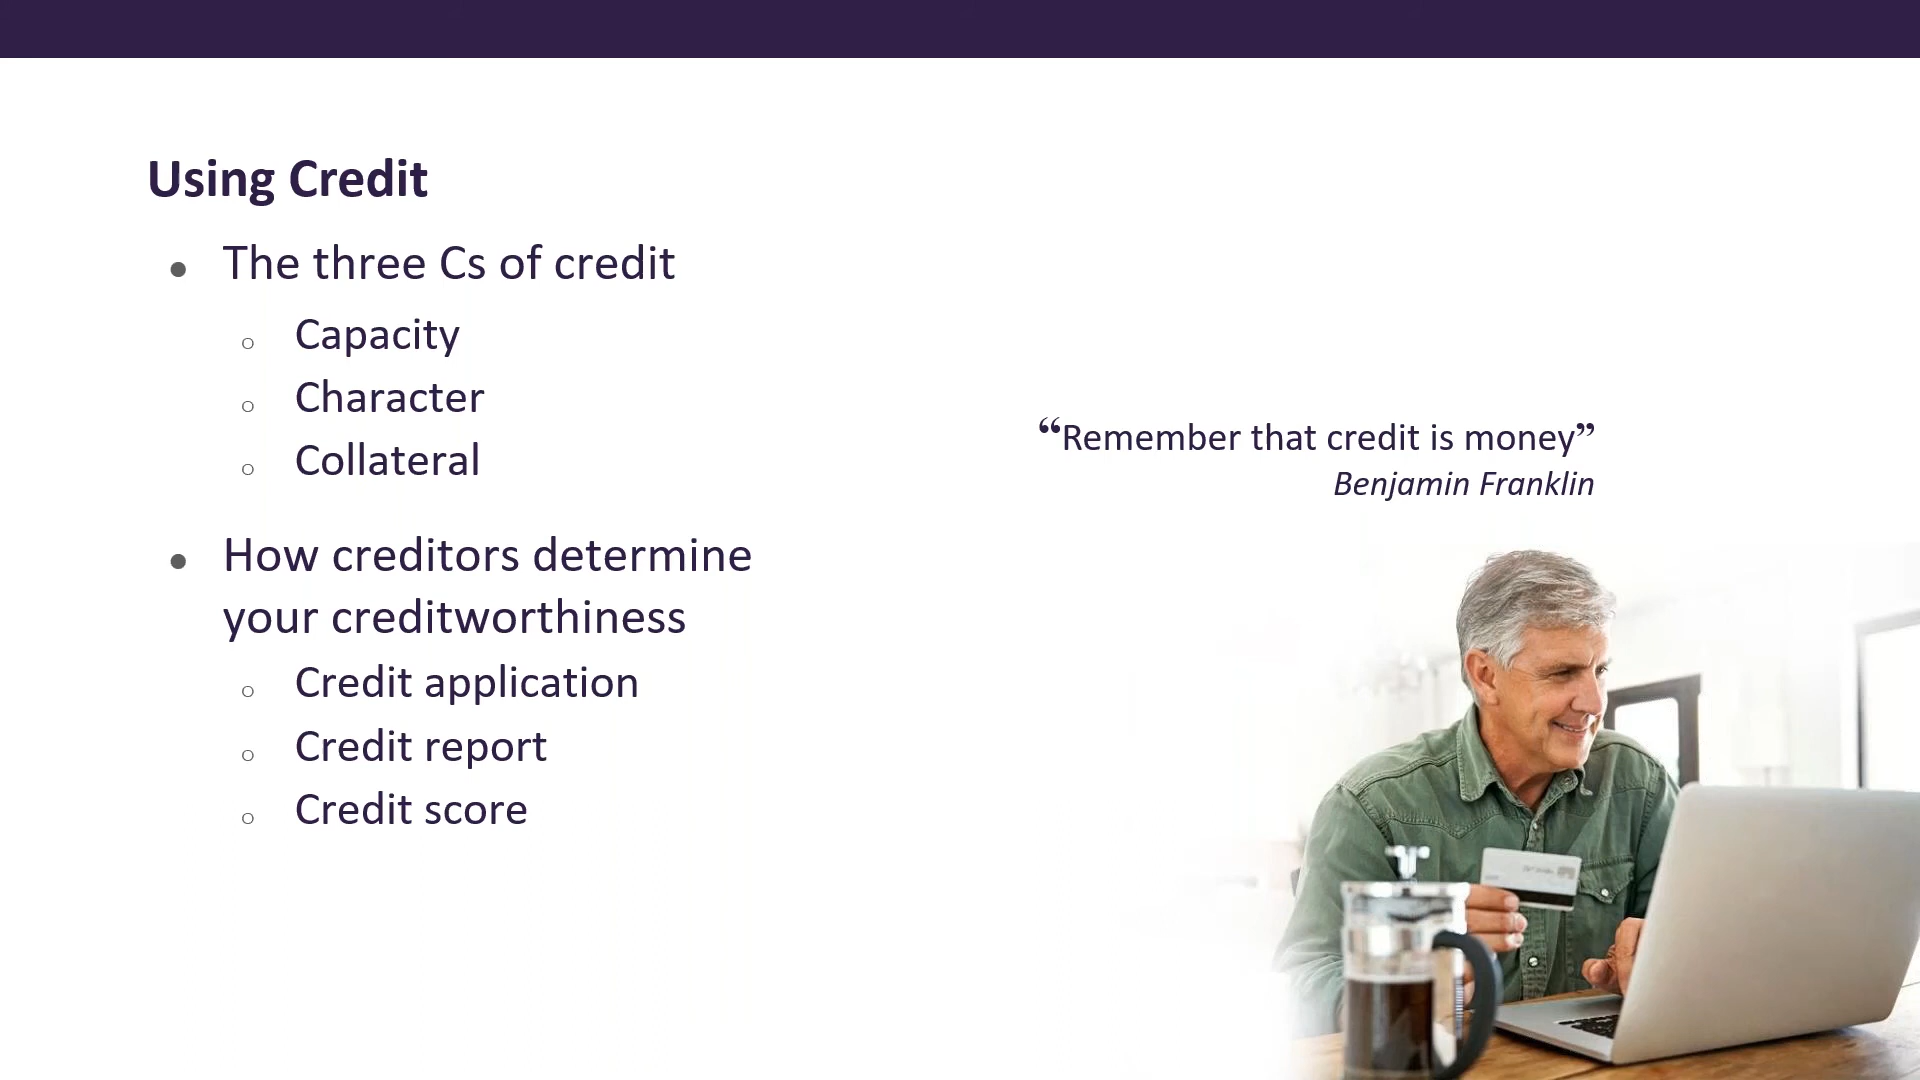 Using Credit
● The three Cs of credit
○ Capacity
○ Character
○ Collateral
● How creditors determine
your creditworthiness
○ Credit application
○ Credit report
○ Credit score
“Remember that credit is money”
Benjamin Franklin